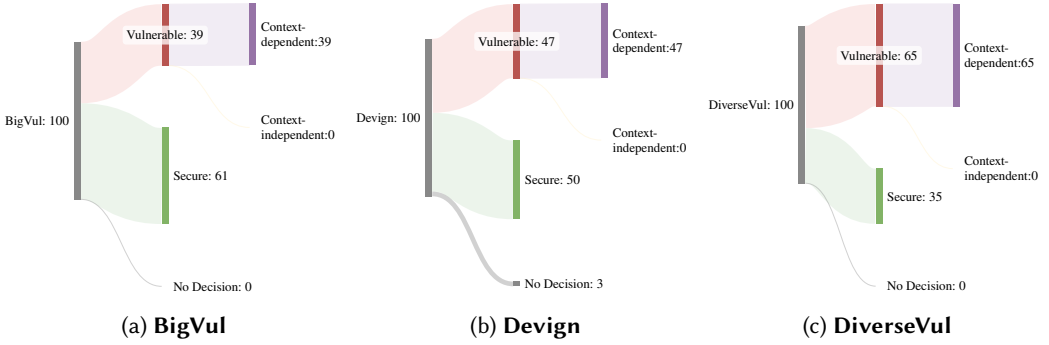 Vulnerable: 39
Context-
dependent:39
BigVul: 100
Context-
independent:0
Secure: 61
No Decision: 0
(a) BigVul
Vulnerable: 47
Context-
dependent:47
Devign: 100
Context-
independent:0
Secure: 50
No Decision: 3
(b) Devign
Vulnerable: 65
Context-
dependent:65
DiverseVul: 100
Context-
independent:0
Secure: 35
No Decision: 0
(c) DiverseVul